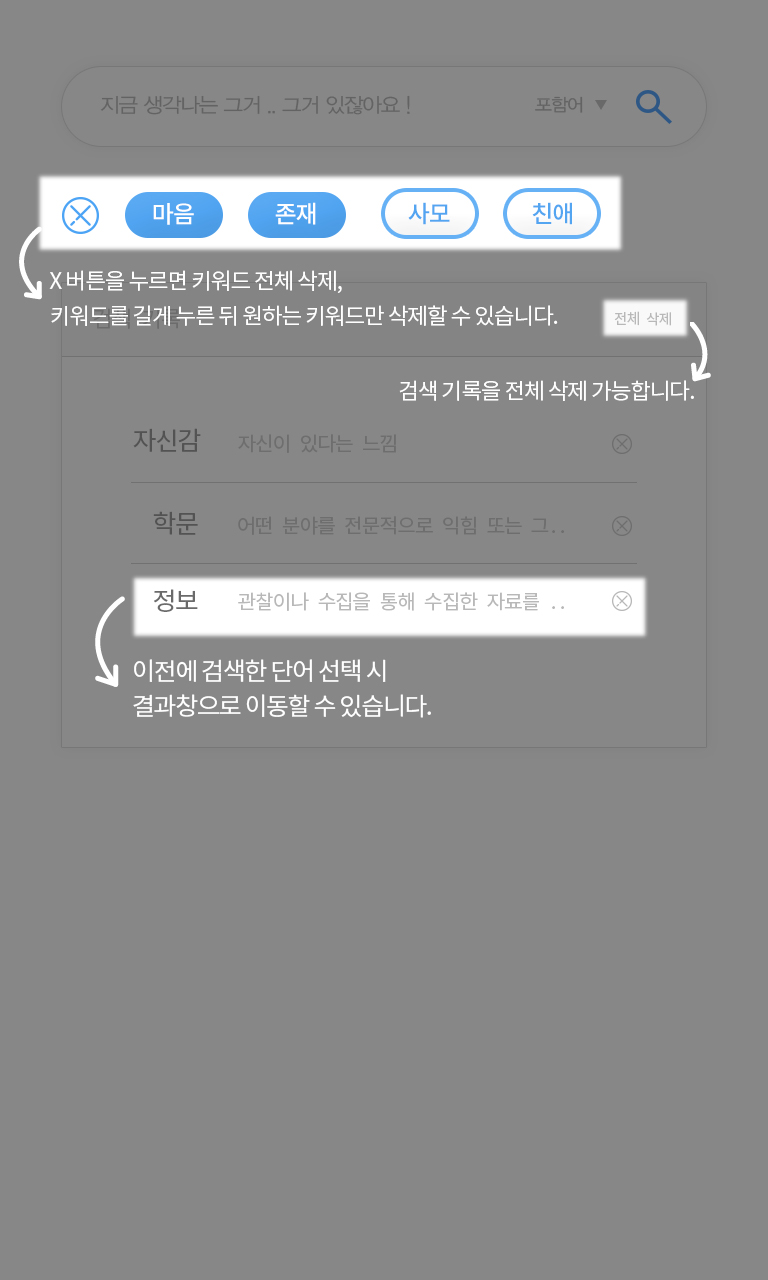 지금 생각나는 그거 .. 그거 있잖아요 !
포함어
마음 존재 사모 친애
X 버튼을 누르면 키워드 전체 삭제,
키워드를 길게 누른 뒤 원하는 키워드만 삭제할 수 있습니다.
전체 삭제
검색 기록을 전체 삭제 가능합니다.
자신감 자신이 있다는 느낌
학문 어떤 분야를 전문적으로 익힘 또는 그..
정보 관찰이나 수집을 통해 수집한 자료를 ..
이전에 검색한 단어 선택 시
결과창으로 이동할 수 있습니다.